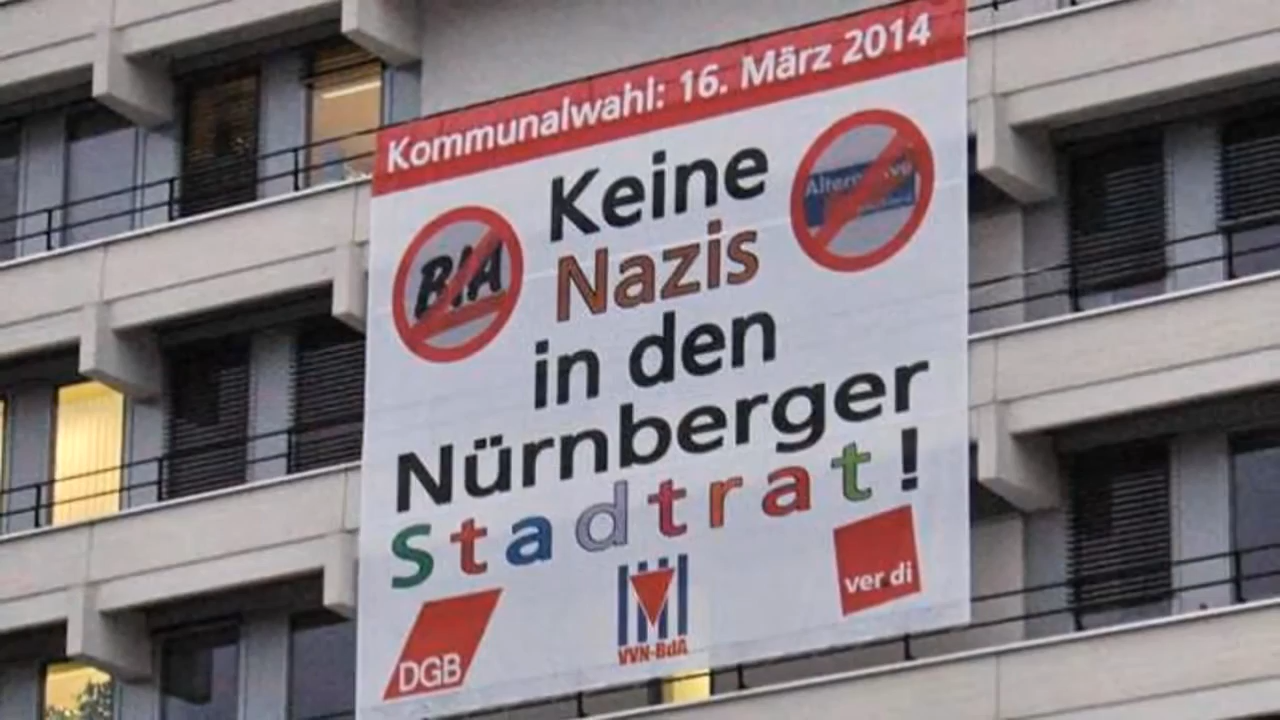 Kommunalwahl: 16. März 2014
Keine
Nazis
in den
Nürnberger
Stadtrat!
BIA
DGB
VVN-BdA
ver.di